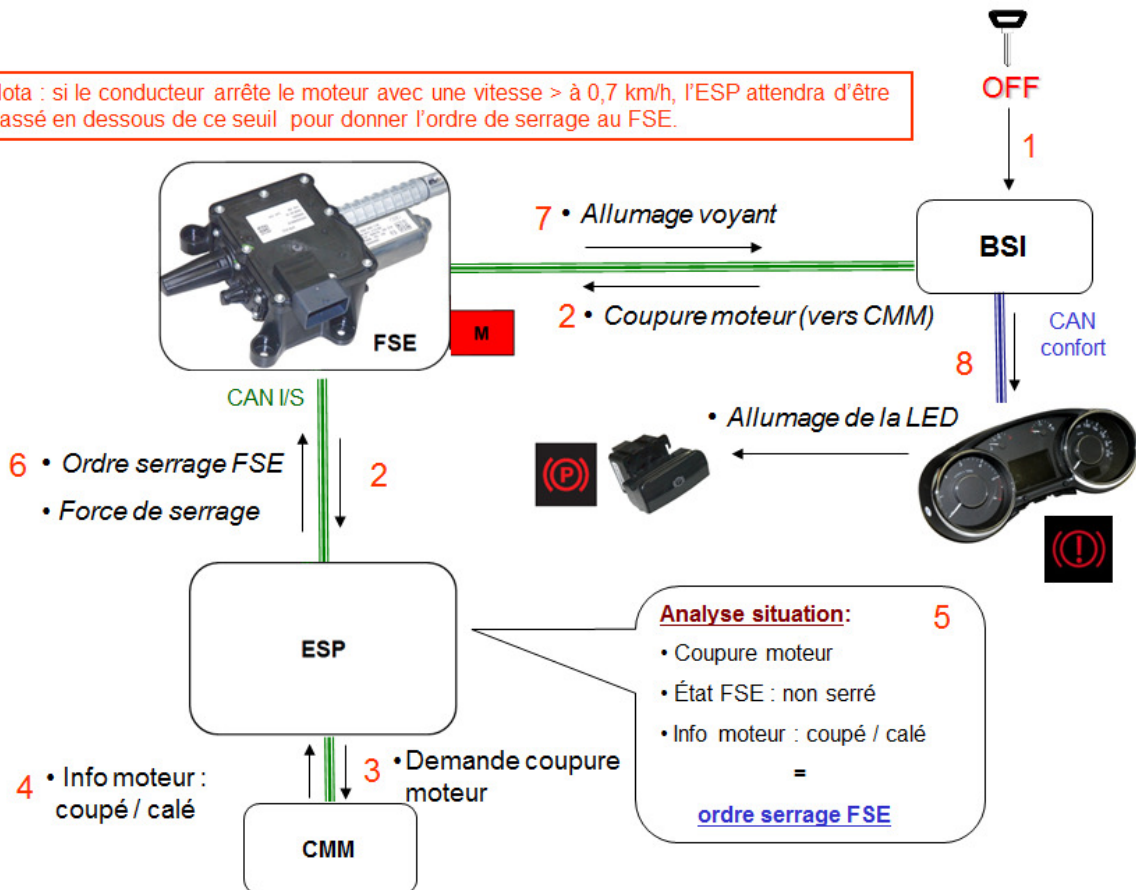 OFF
ota : si le conducteur arrête le moteur avec une vitesse > à 0,7 km/h, l'ESP attendra d'être
assé en dessous de ce seuil pour donner l'ordre de serrage au FSE.
1
7 • Allumage voyant
BSI
2 • Coupure moteur (vers CMM)
FSE
M
CAN
confort
8
CAN I/S
• Allumage de la LED
6 • Ordre serrage FSE
2
• Force de serrage
(P)
(!)
ESP
Analyse situation:
5
• Coupure moteur
• État FSE : non serré
• Info moteur : coupé / calé
=
ordre serrage FSE
4 • Info moteur :
coupé / calé
3 • Demande coupure
moteur
CMM